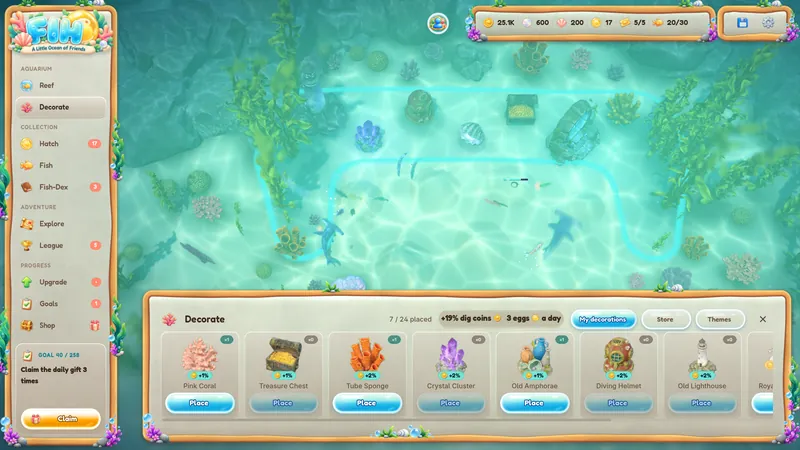 FIW
A Little Ocean of Friends
AQUARIUM
Reef
Decorate
COLLECTION
Hatch 17
Fish
Fish-Dex 3
ADVENTURE
Explore
League
PROGRESS
Upgrade
Goals
Shop
GOAL 40 / 258
Claim the daily gift 3
times
Claim
25.1K 600 200 17 5/5 20/30
Decorate 7 / 24 placed +19% dig coins 3 eggs a day My decorations Store Themes ×
+1% +1% +2% +2% +1% +2% +2%
Pink Coral Treasure Chest Tube Sponge Crystal Cluster Old Amphorae Diving Helmet Old Lighthouse Roya
Place Place Place Place Place Place Place